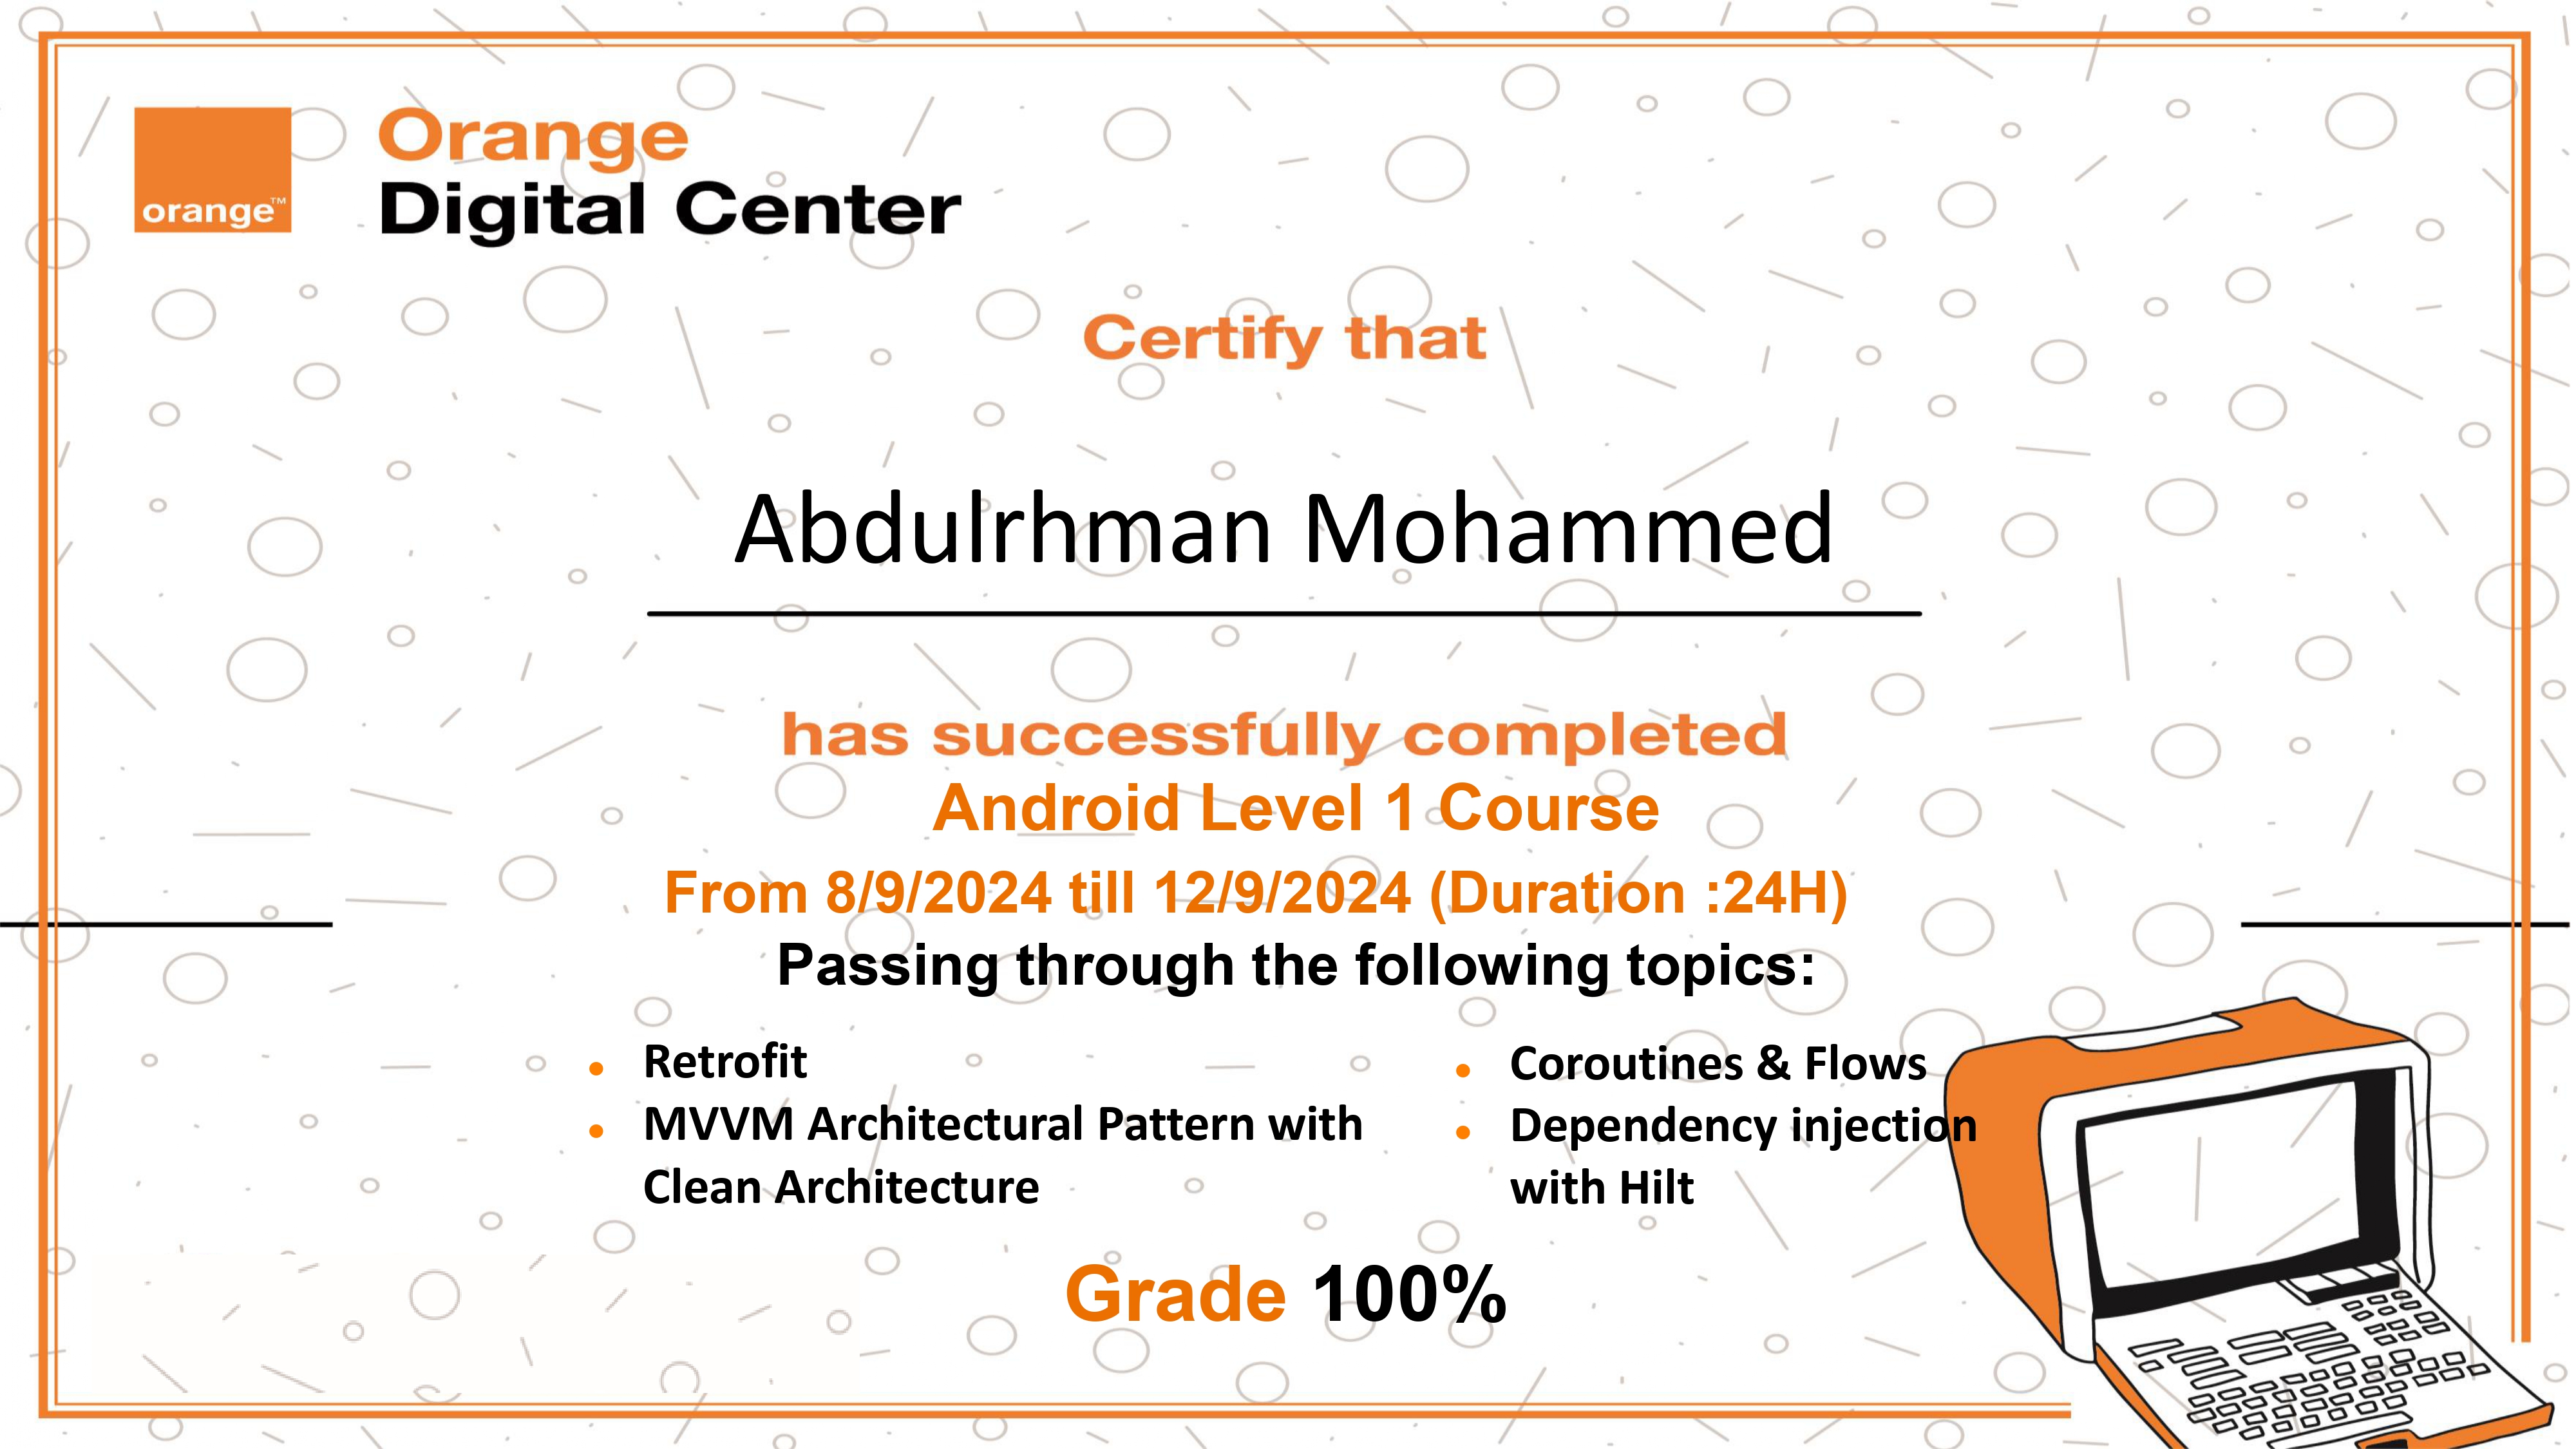 orange™
Orange
Digital Center
Certify that
Abdulrhman Mohammed
has successfully completed
Android Level 1 Course
From 8/9/2024 till 12/9/2024 (Duration :24H)
Passing through the following topics:
• Retrofit
• MVVM Architectural Pattern with
Clean Architecture
• Coroutines & Flows
• Dependency injection
with Hilt
Grade 100%